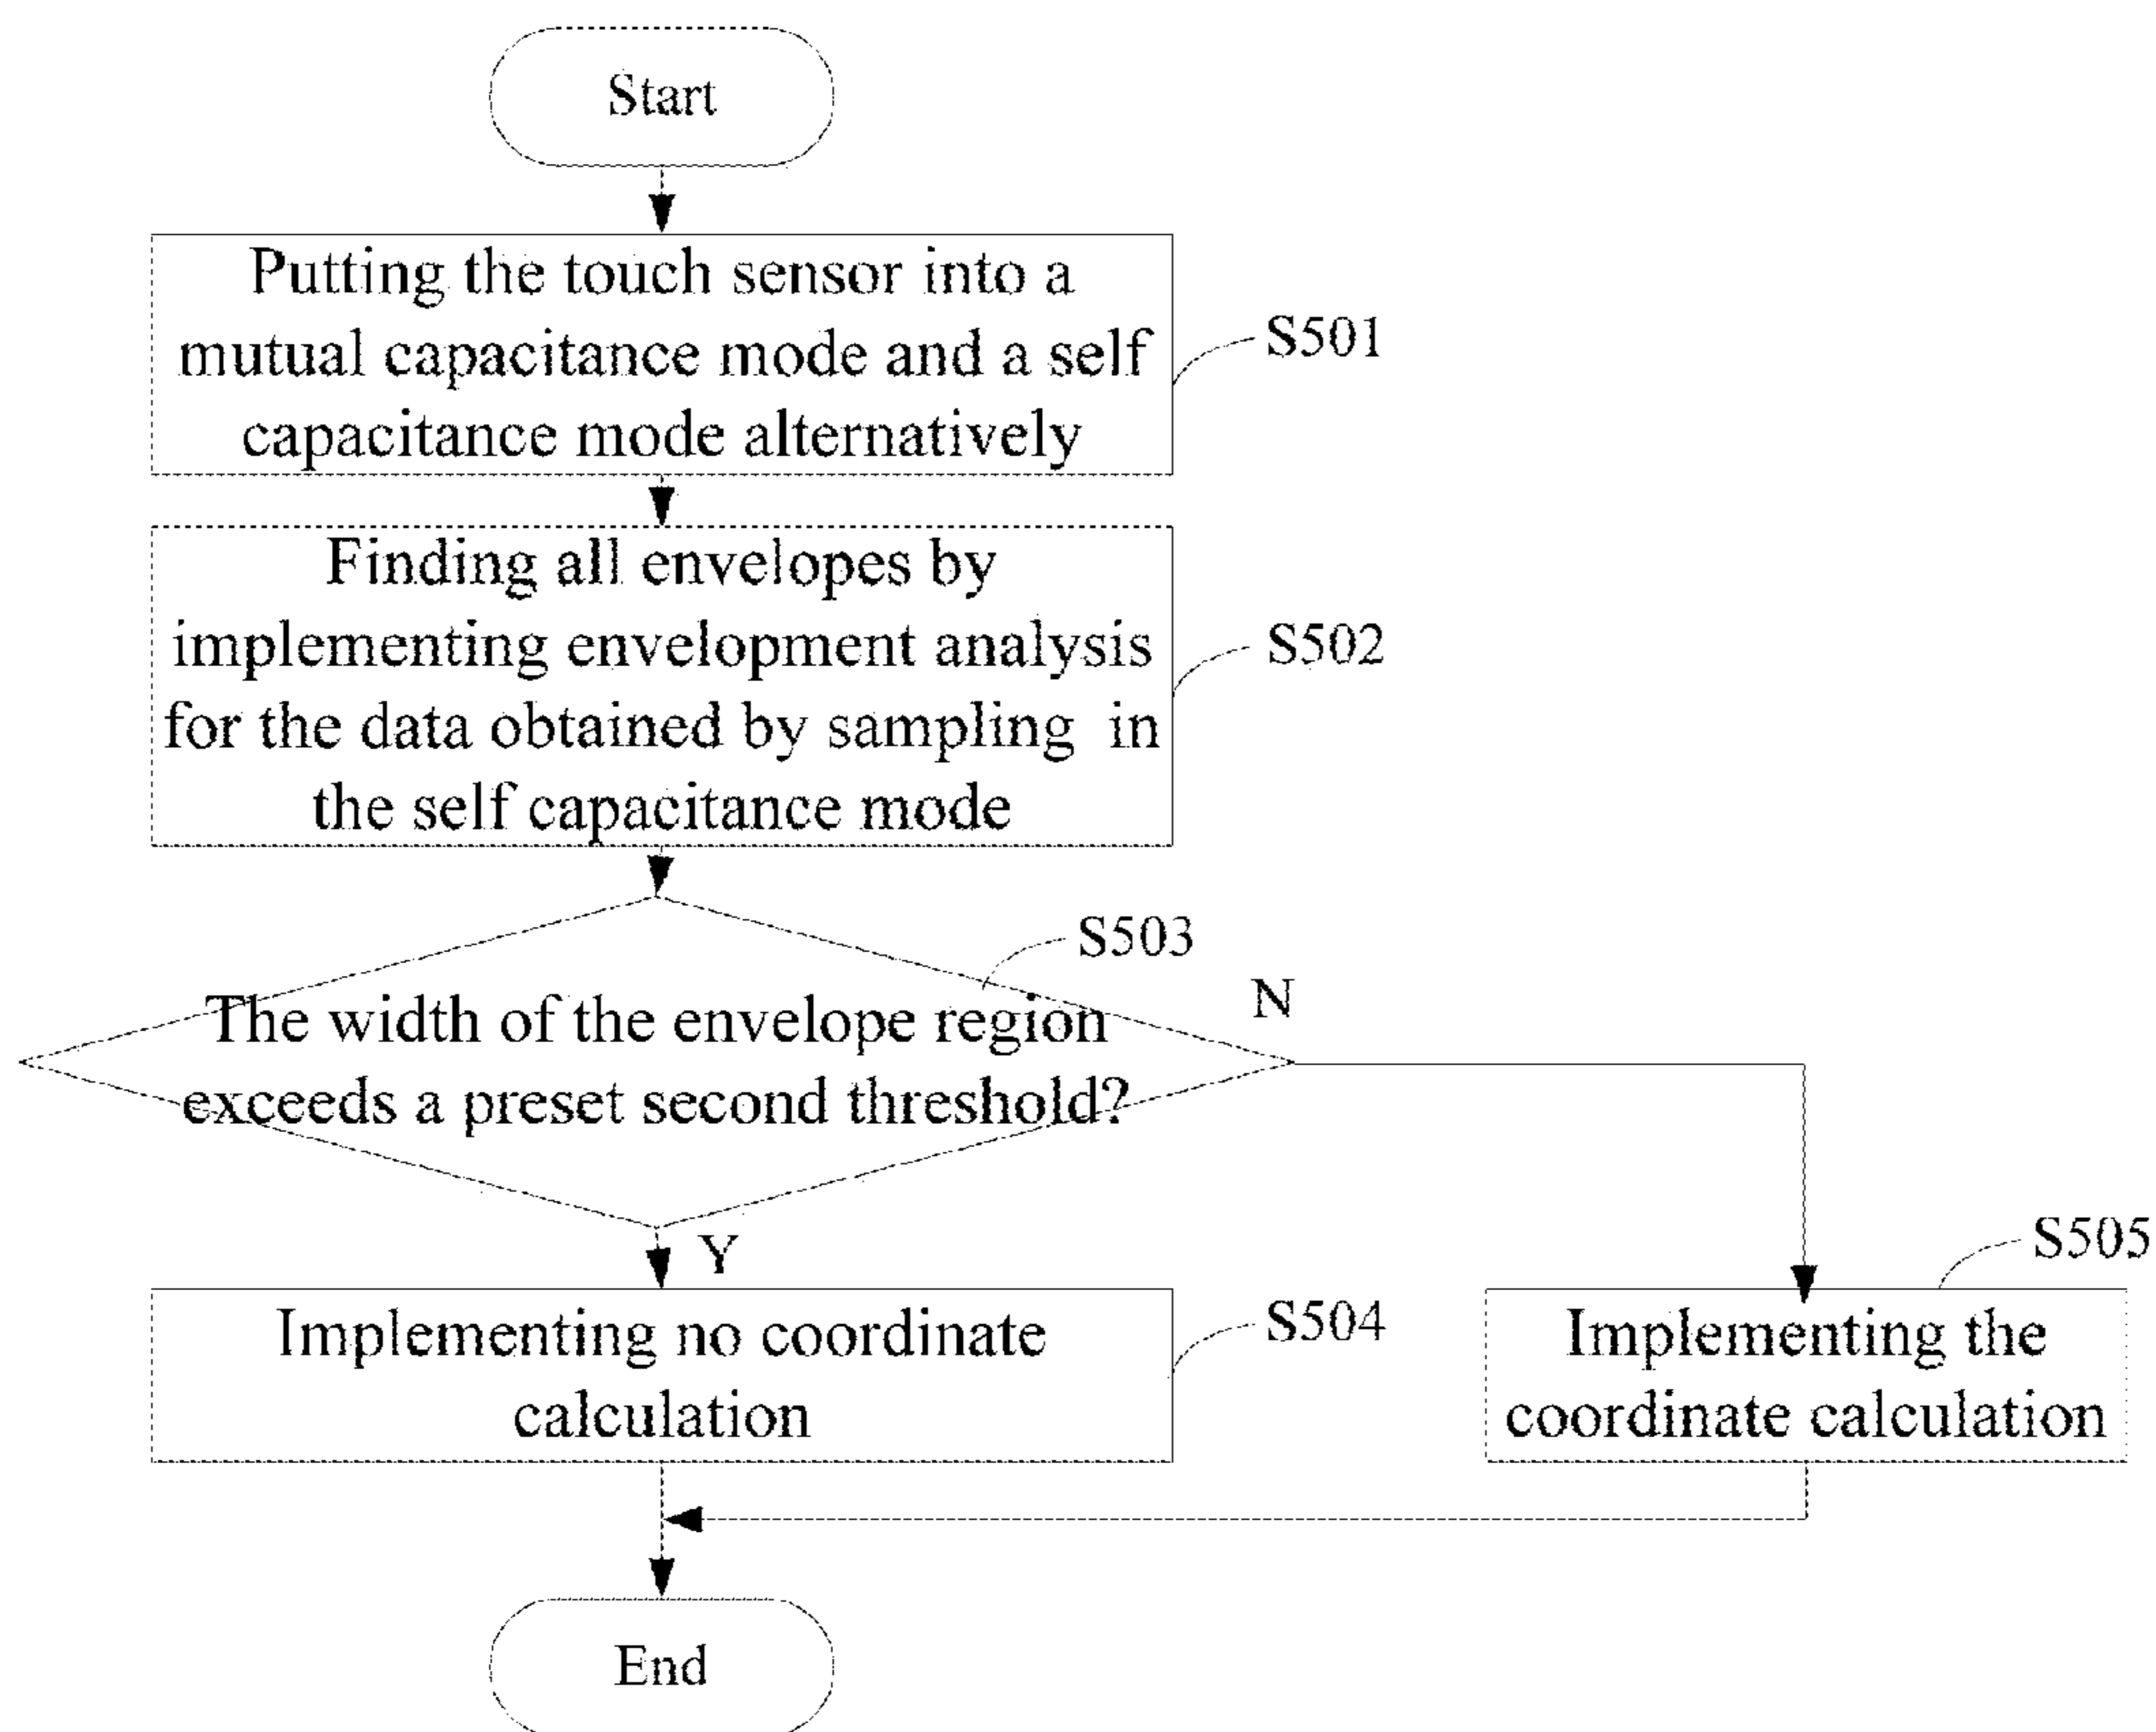 Start
Putting the touch sensor into a
mutual capacitance mode and a self
capacitance mode alternatively
S501
Finding all envelopes by
implementing envelopment analysis
for the data obtained by sampling in
the self capacitance mode
S502
S503
The width of the envelope region
exceeds a preset second threshold?
N
Y
Implementing no coordinate
calculation
S504
S505
Implementing the
coordinate calculation
End